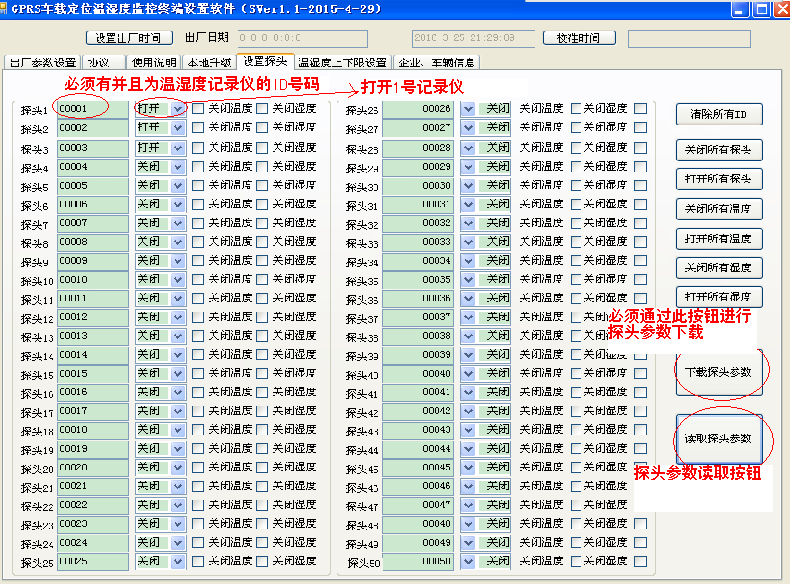 GPRS车载定位温湿度监控终端设置软件（SVer1.1-2015-4-29）
设置出厂时间 出厂日期 0 0 0 0:0:0 2016 3 25 21:29:09 校准时间
出厂参数设置 协议 使用说明 本地升级 设置探头 温湿度上下限设置 企业、车辆信息
必须有并且为温湿度记录仪的ID号码 打开1号记录仪
探头1 00001 打开 关闭温度 关闭湿度 探头26 00026 关闭 关闭温度 关闭湿度
探头2 00002 打开 关闭温度 关闭湿度 探头27 00027 关闭 关闭温度 关闭湿度
探头3 00003 打开 关闭温度 关闭湿度 探头28 00028 关闭 关闭温度 关闭湿度
探头4 00004 关闭 关闭温度 关闭湿度 探头29 00029 关闭 关闭温度 关闭湿度
探头5 00005 关闭 关闭温度 关闭湿度 探头30 00030 关闭 关闭温度 关闭湿度
探头6 00006 关闭 关闭温度 关闭湿度 探头31 00031 关闭 关闭温度 关闭湿度
探头7 00007 关闭 关闭温度 关闭湿度 探头32 00032 关闭 关闭温度 关闭湿度
探头8 00008 关闭 关闭温度 关闭湿度 探头33 00033 关闭 关闭温度 关闭湿度
探头9 00009 关闭 关闭温度 关闭湿度 探头34 00034 关闭 关闭温度 关闭湿度
探头10 00010 关闭 关闭温度 关闭湿度 探头35 00035 关闭 关闭温度 关闭湿度
探头11 00011 关闭 关闭温度 关闭湿度 探头36 00036 关闭 关闭温度 关闭湿度
探头12 00012 关闭 关闭温度 关闭湿度 探头37 00037 关闭 关闭温度
探头13 00013 关闭 关闭温度 关闭湿度 探头38 00038 关闭 关闭温度
探头14 00014 关闭 关闭温度 关闭湿度 探头39 00039 关闭 关闭温度 关闭湿度
探头15 00015 关闭 关闭温度 关闭湿度 探头40 00040 关闭 关闭温度 关闭湿度
探头16 00016 关闭 关闭温度 关闭湿度 探头41 00041 关闭 关闭温度 关闭湿度
探头17 00017 关闭 关闭温度 关闭湿度 探头42 00042 关闭 关闭温度 关闭湿度
探头18 00018 关闭 关闭温度 关闭湿度 探头43 00043 关闭 关闭温度 关闭湿度
探头19 00019 关闭 关闭温度 关闭湿度 探头44 00044 关闭 关闭温度 关闭湿度
探头20 00020 关闭 关闭温度 关闭湿度 探头45 00045 关闭 关闭温度 关闭湿度
探头21 00021 关闭 关闭温度 关闭湿度 探头46 00046 关闭 关闭温度 关闭湿度
探头22 00022 关闭 关闭温度 关闭湿度 探头47 00047 关闭 关闭温度 关闭湿度
探头23 00023 关闭 关闭温度 关闭湿度 探头48 00048 关闭 关闭温度 关闭湿度
探头24 00024 关闭 关闭温度 关闭湿度 探头49 00049 关闭 关闭温度 关闭湿度
探头25 00025 关闭 关闭温度 关闭湿度 探头50 00050 关闭 关闭温度 关闭湿度
清除所有ID
关闭所有探头
打开所有探头
关闭所有温度
打开所有温度
关闭所有湿度
打开所有湿度
必须通过此按钮进行
探头参数下载
下载探头参数
读取探头参数
探头参数读取按钮